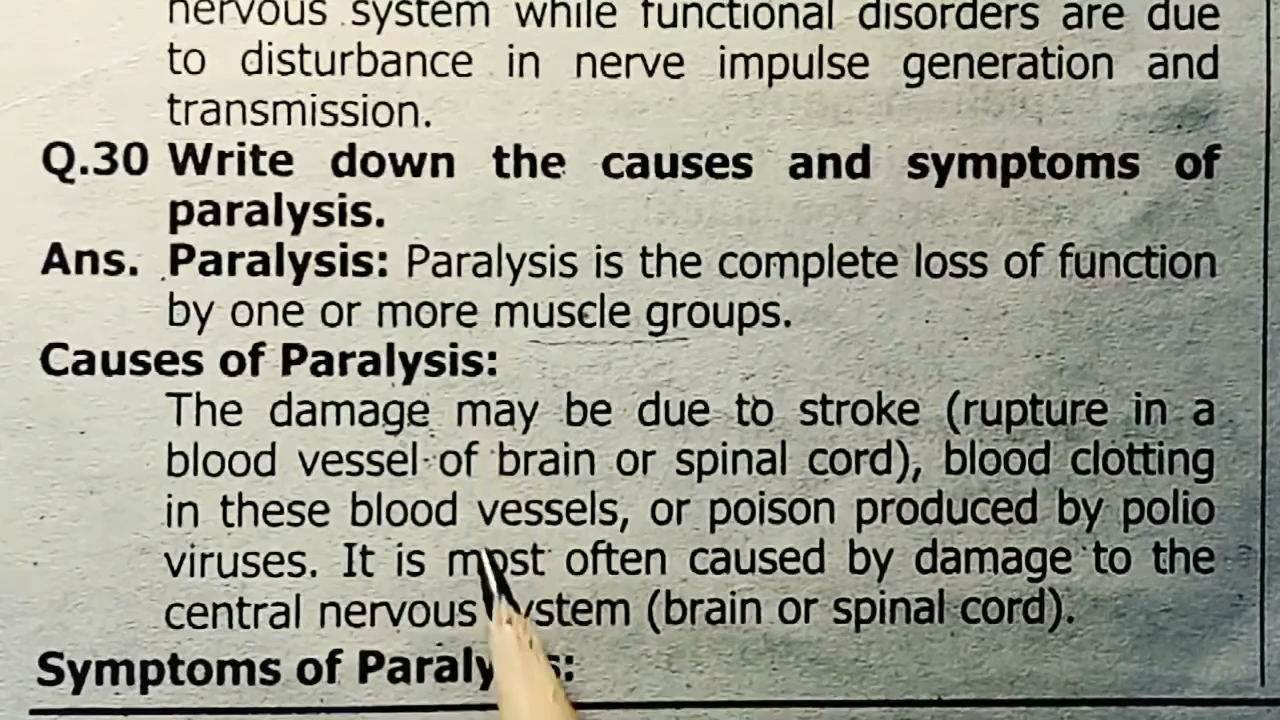 nervous system while functional disorders are due
to disturbance in nerve impulse generation and
transmission.
Q.30 Write down the causes and symptoms of
paralysis.
Ans. Paralysis: Paralysis is the complete loss of function
by one or more muscle groups.
Causes of Paralysis:
The damage may be due to stroke (rupture in a
blood vessel of brain or spinal cord), blood clotting
in these blood vessels, or poison produced by polio
viruses. It is most often caused by damage to the
central nervous system (brain or spinal cord).
Symptoms of Paralysis: